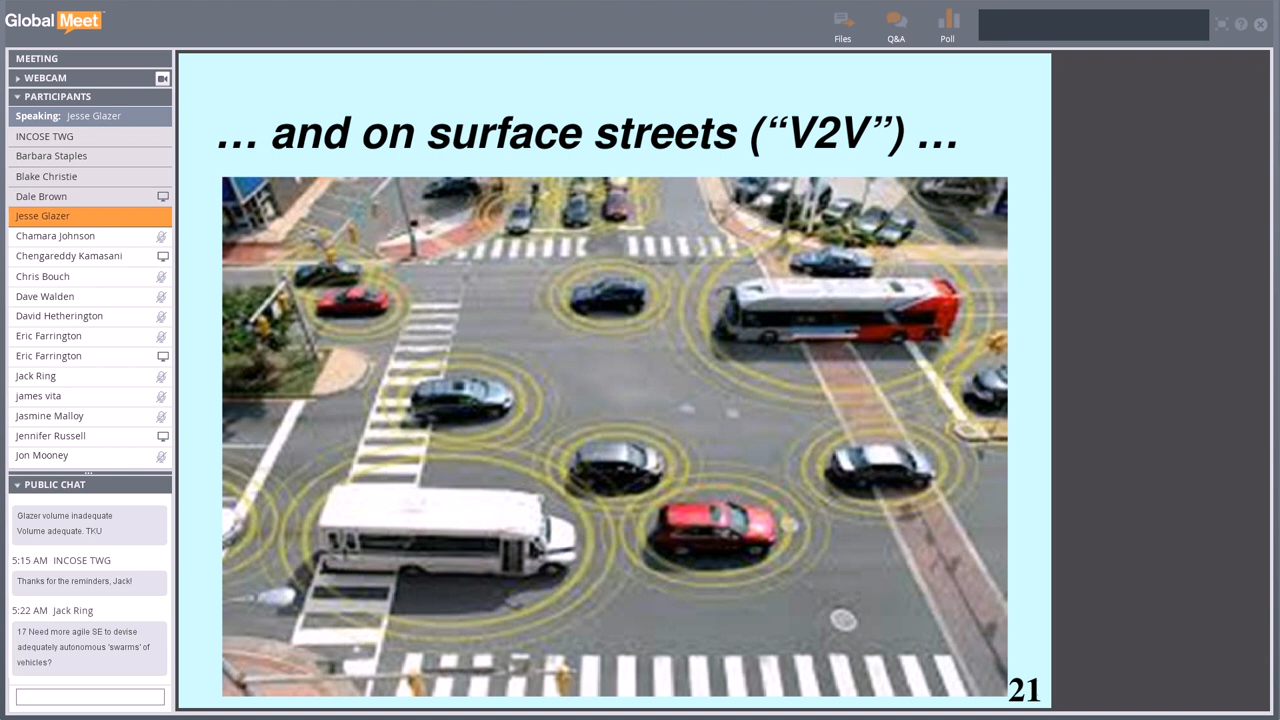 Global Meet
Files
Q&A
Poll
MEETING
WEBCAM
PARTICIPANTS
Speaking: Jesse Glazer
INCOSE TWG
Barbara Staples
Blake Christie
Dale Brown
Jesse Glazer
Chamara Johnson
Chengareddy Kamasani
Chris Bouch
Dave Walden
David Hetherington
Eric Farrington
Eric Farrington
Jack Ring
james vita
Jasmine Malloy
Jennifer Russell
Jon Mooney
PUBLIC CHAT
Glazer volume inadequate
Volume adequate. TKU
5:15 AM INCOSE TWG
Thanks for the reminders, Jack!
5:22 AM Jack Ring
17 Need more agile SE to devise
adequately autonomous 'swarms' of
vehicles?
… and on surface streets (“V2V”) …
21